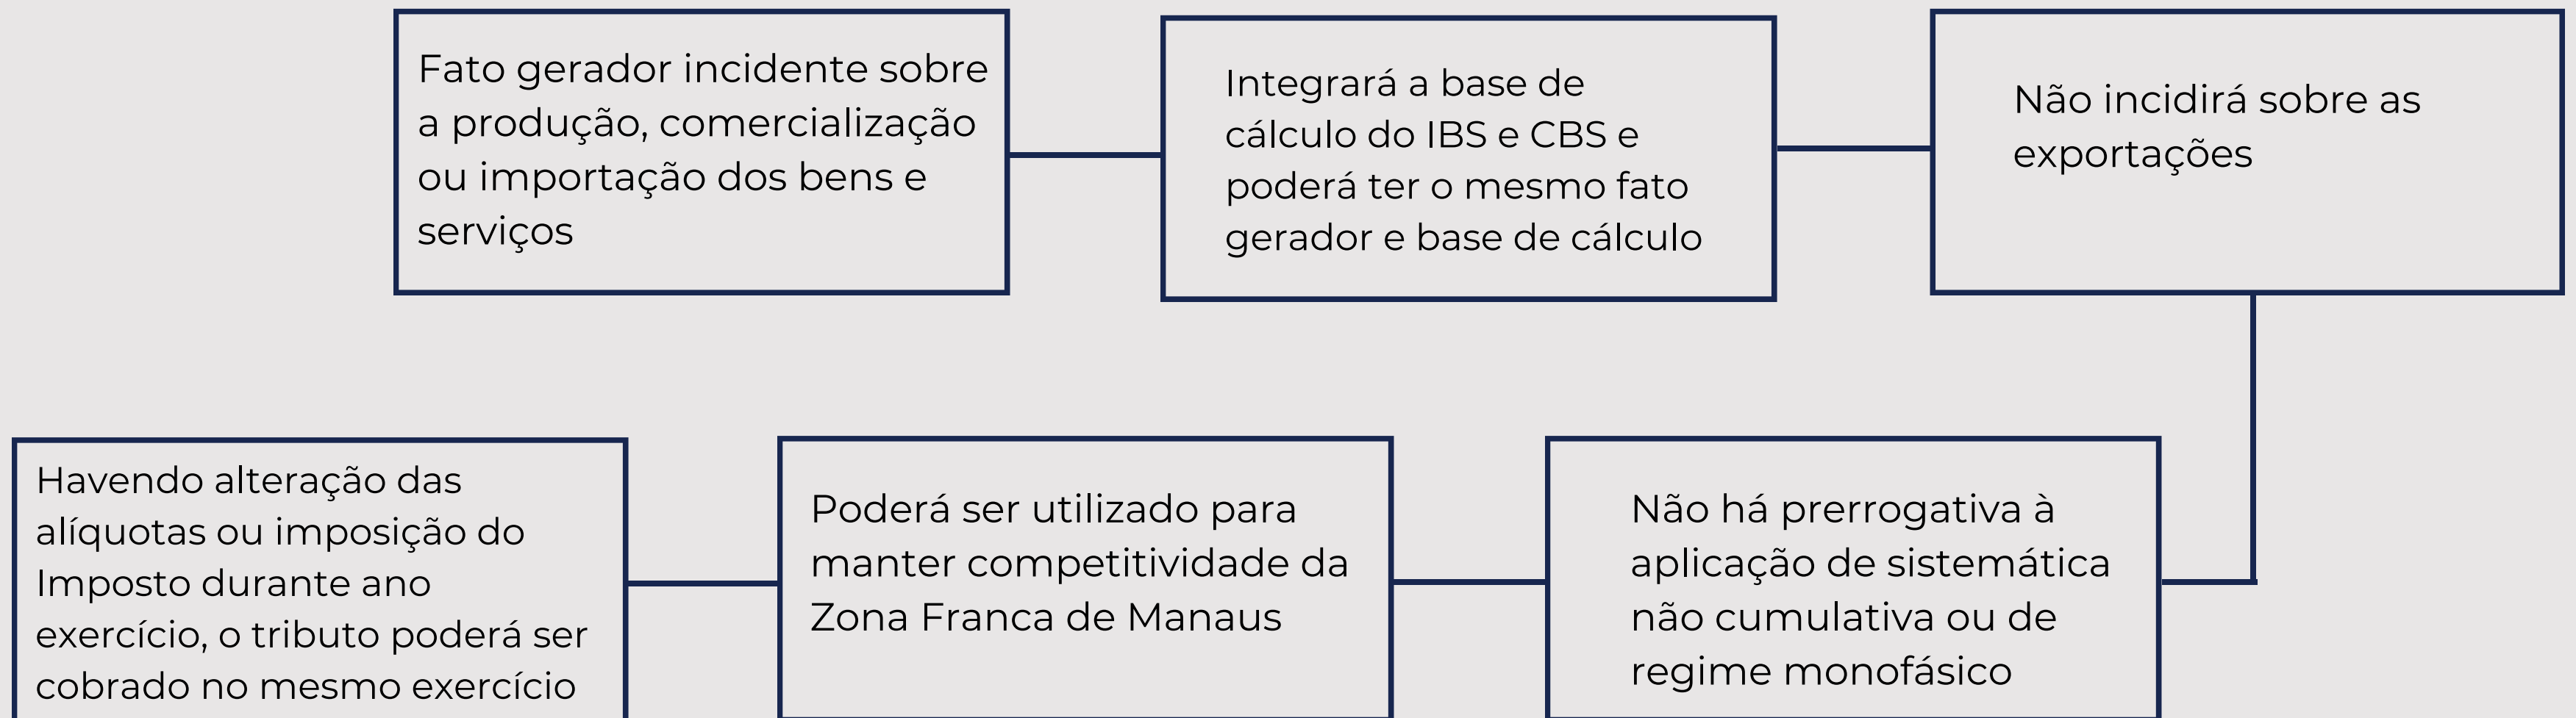 Fato gerador incidente sobre
a produção, comercialização
ou importação dos bens e
serviços
Integrará a base de
cálculo do IBS e CBS e
poderá ter o mesmo fato
gerador e base de cálculo
Não incidirá sobre as
exportações
Não há prerrogativa à
aplicação de sistemática
não cumulativa ou de
regime monofásico
Poderá ser utilizado para
manter competitividade da
Zona Franca de Manaus
Havendo alteração das
alíquotas ou imposição do
Imposto durante ano
exercício, o tributo poderá ser
cobrado no mesmo exercício